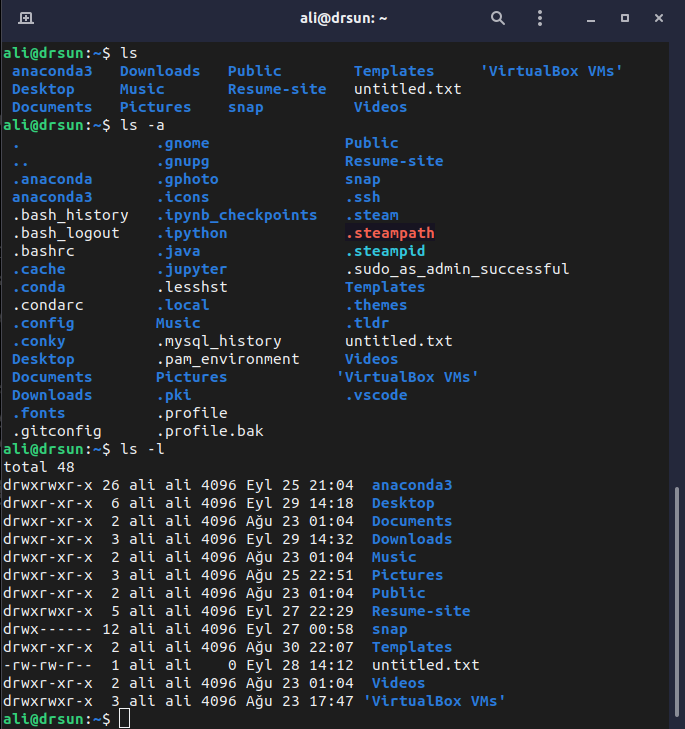 ali@drsun: ~
ali@drsun:~$ ls
anaconda3   Downloads   Public        Templates     'VirtualBox VMs'
Desktop     Music       Resume-site   untitled.txt
Documents   Pictures    snap          Videos
ali@drsun:~$ ls -a
.               .gnome               Public
..              .gnupg               Resume-site
.anaconda       .gphoto              snap
anaconda3       .icons               .ssh
.bash_history   .ipynb_checkpoints   .steam
.bash_logout    .ipython             .steampath
.bashrc         .java                .steampid
.cache          .jupyter             .sudo_as_admin_successful
.conda          .lesshst             Templates
.condarc        .local               .themes
.config         Music                .tldr
.conky          .mysql_history       untitled.txt
Desktop         .pam_environment     Videos
Documents       Pictures             'VirtualBox VMs'
Downloads       .pki                 .vscode
.fonts          .profile
.gitconfig      .profile.bak
ali@drsun:~$ ls -l
total 48
drwxrwxr-x 26 ali ali 4096 Eyl 25 21:04  anaconda3
drwxr-xr-x  6 ali ali 4096 Eyl 29 14:18  Desktop
drwxr-xr-x  2 ali ali 4096 Ağu 23 01:04  Documents
drwxr-xr-x  3 ali ali 4096 Eyl 29 14:32  Downloads
drwxr-xr-x  2 ali ali 4096 Ağu 23 01:04  Music
drwxr-xr-x  3 ali ali 4096 Ağu 25 22:51  Pictures
drwxr-xr-x  2 ali ali 4096 Ağu 23 01:04  Public
drwxrwxr-x  5 ali ali 4096 Eyl 27 22:29  Resume-site
drwx------ 12 ali ali 4096 Eyl 27 00:58  snap
drwxr-xr-x  2 ali ali 4096 Ağu 30 22:07  Templates
-rw-rw-r--  1 ali ali    0 Eyl 28 14:12  untitled.txt
drwxr-xr-x  2 ali ali 4096 Ağu 23 01:04  Videos
drwxrwxr-x  3 ali ali 4096 Ağu 23 17:47 'VirtualBox VMs'
ali@drsun:~$